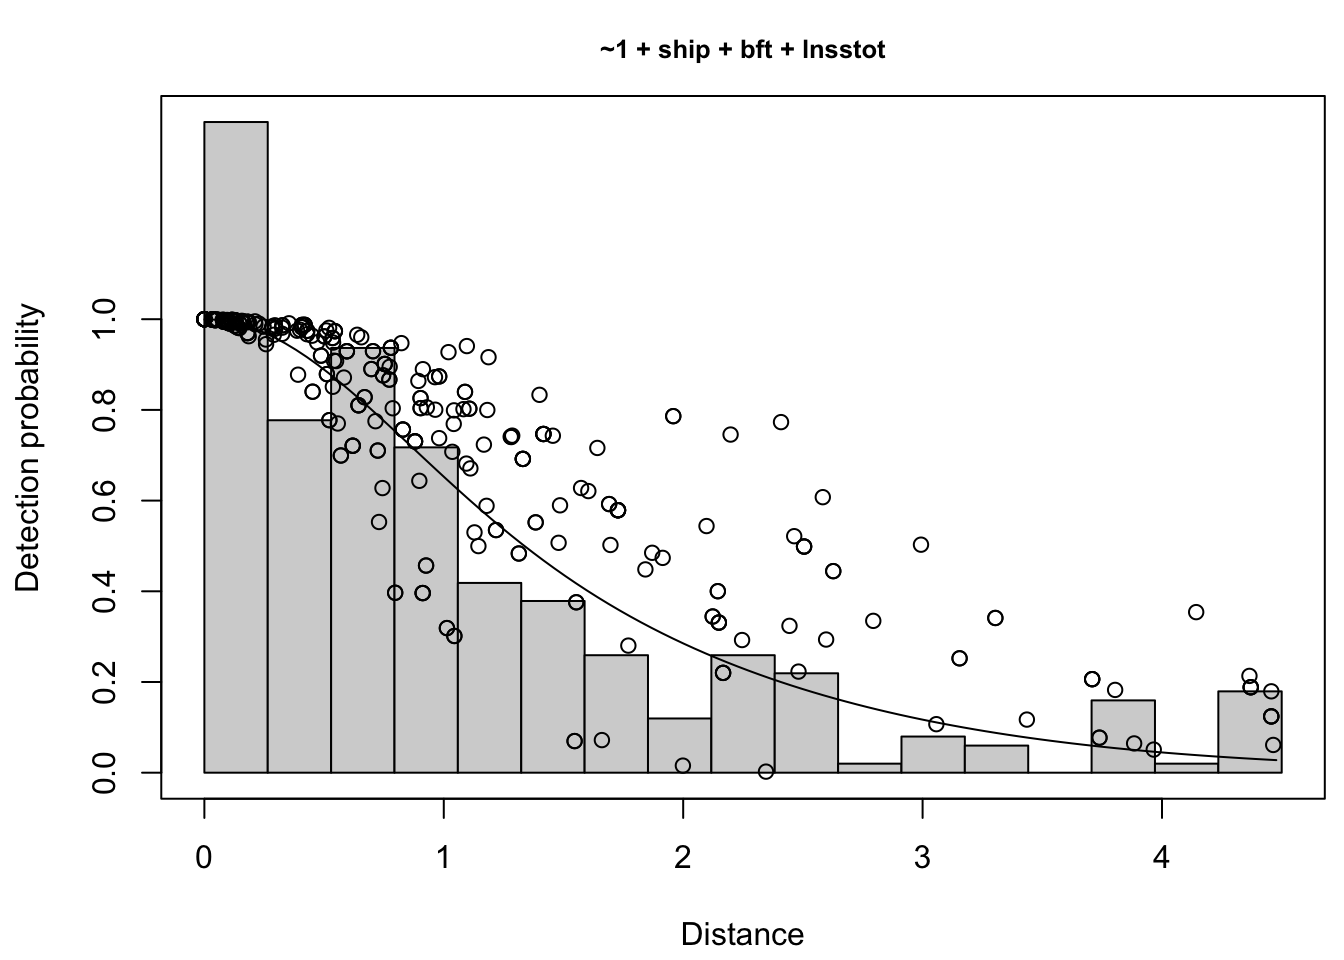 ~1 + ship + bft + lnsstot
Detection probability
1.0
0.8
0.6
0.4
0.2
0.0
0 1 2 3 4
Distance